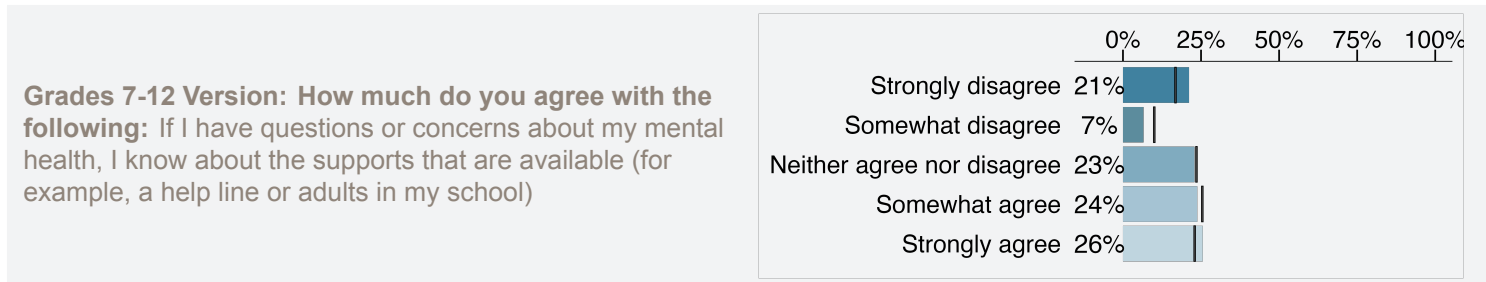 Grades 7-12 Version: How much do you agree with the
following: If I have questions or concerns about my mental
health, I know about the supports that are available (for
example, a help line or adults in my school)
0% 25% 50% 75% 100%
Strongly disagree 21%
Somewhat disagree 7%
Neither agree nor disagree 23%
Somewhat agree 24%
Strongly agree 26%